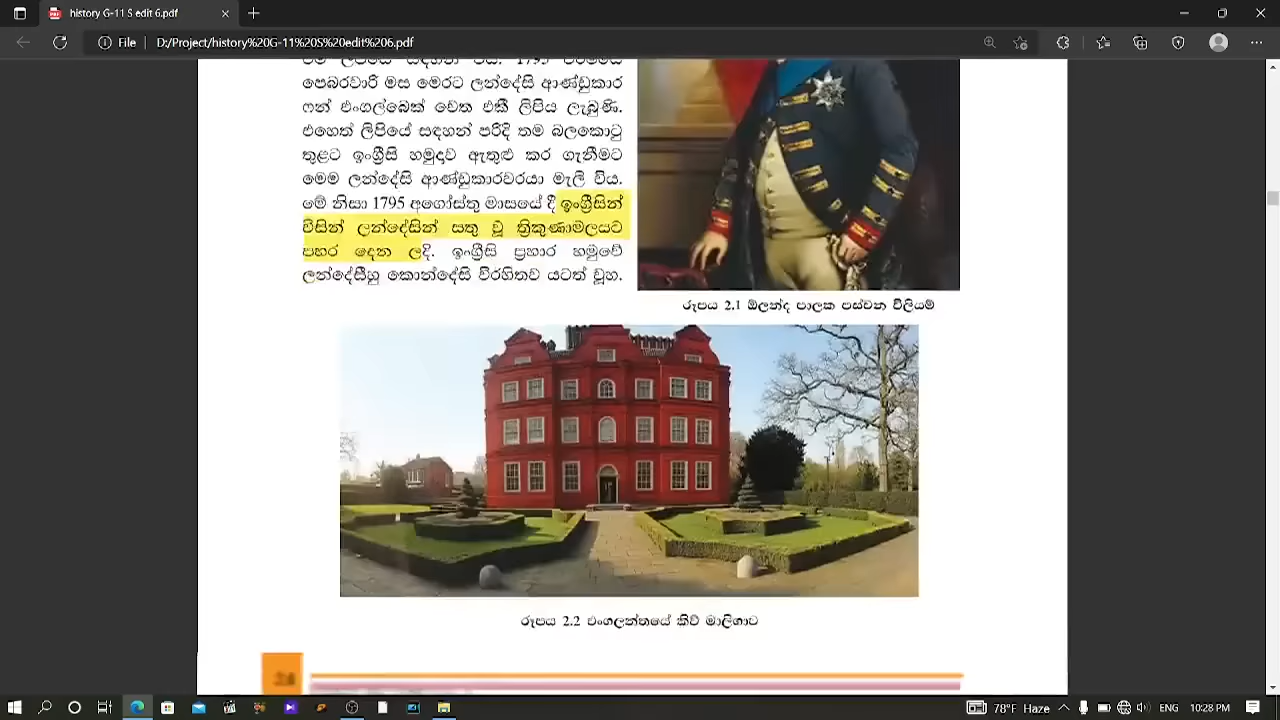 history G-11 S edit 6.pdf
File D:/Project/history%20G-11%20S%20edit%206.pdf
පෙබරවාරි මස මෙරට ලන්දේසි ආණ්ඩුකාර
ෆන් එංගල්බෙක් වෙත එකී ලිපිය ලැබුණි.
එහෙත් ලිපියේ සඳහන් පරිදි තම බලකොටු
තුළට ඉංග්‍රීසි හමුදාව ඇතුළු කර ගැනීමට
මෙම ලන්දේසි ආණ්ඩුකාරවරයා මැලි විය.
මේ නිසා 1795 අගෝස්තු මාසයේ දී ඉංග්‍රීසින්
විසින් ලන්දේසින් සතු වූ ත්‍රිකුණාමලයට
පහර දෙන ලදි. ඉංග්‍රීසි ප්‍රහාර හමුවේ
ලන්දේසීහු කොන්දේසි විරහිතව යටත් වූහ.
රූපය 2.1 ඕලන්ද පාලක පස්වන විලියම්
රූපය 2.2 එංගලන්තයේ කිව් මාලිගාව
24
78°F Haze ENG 10:28 PM